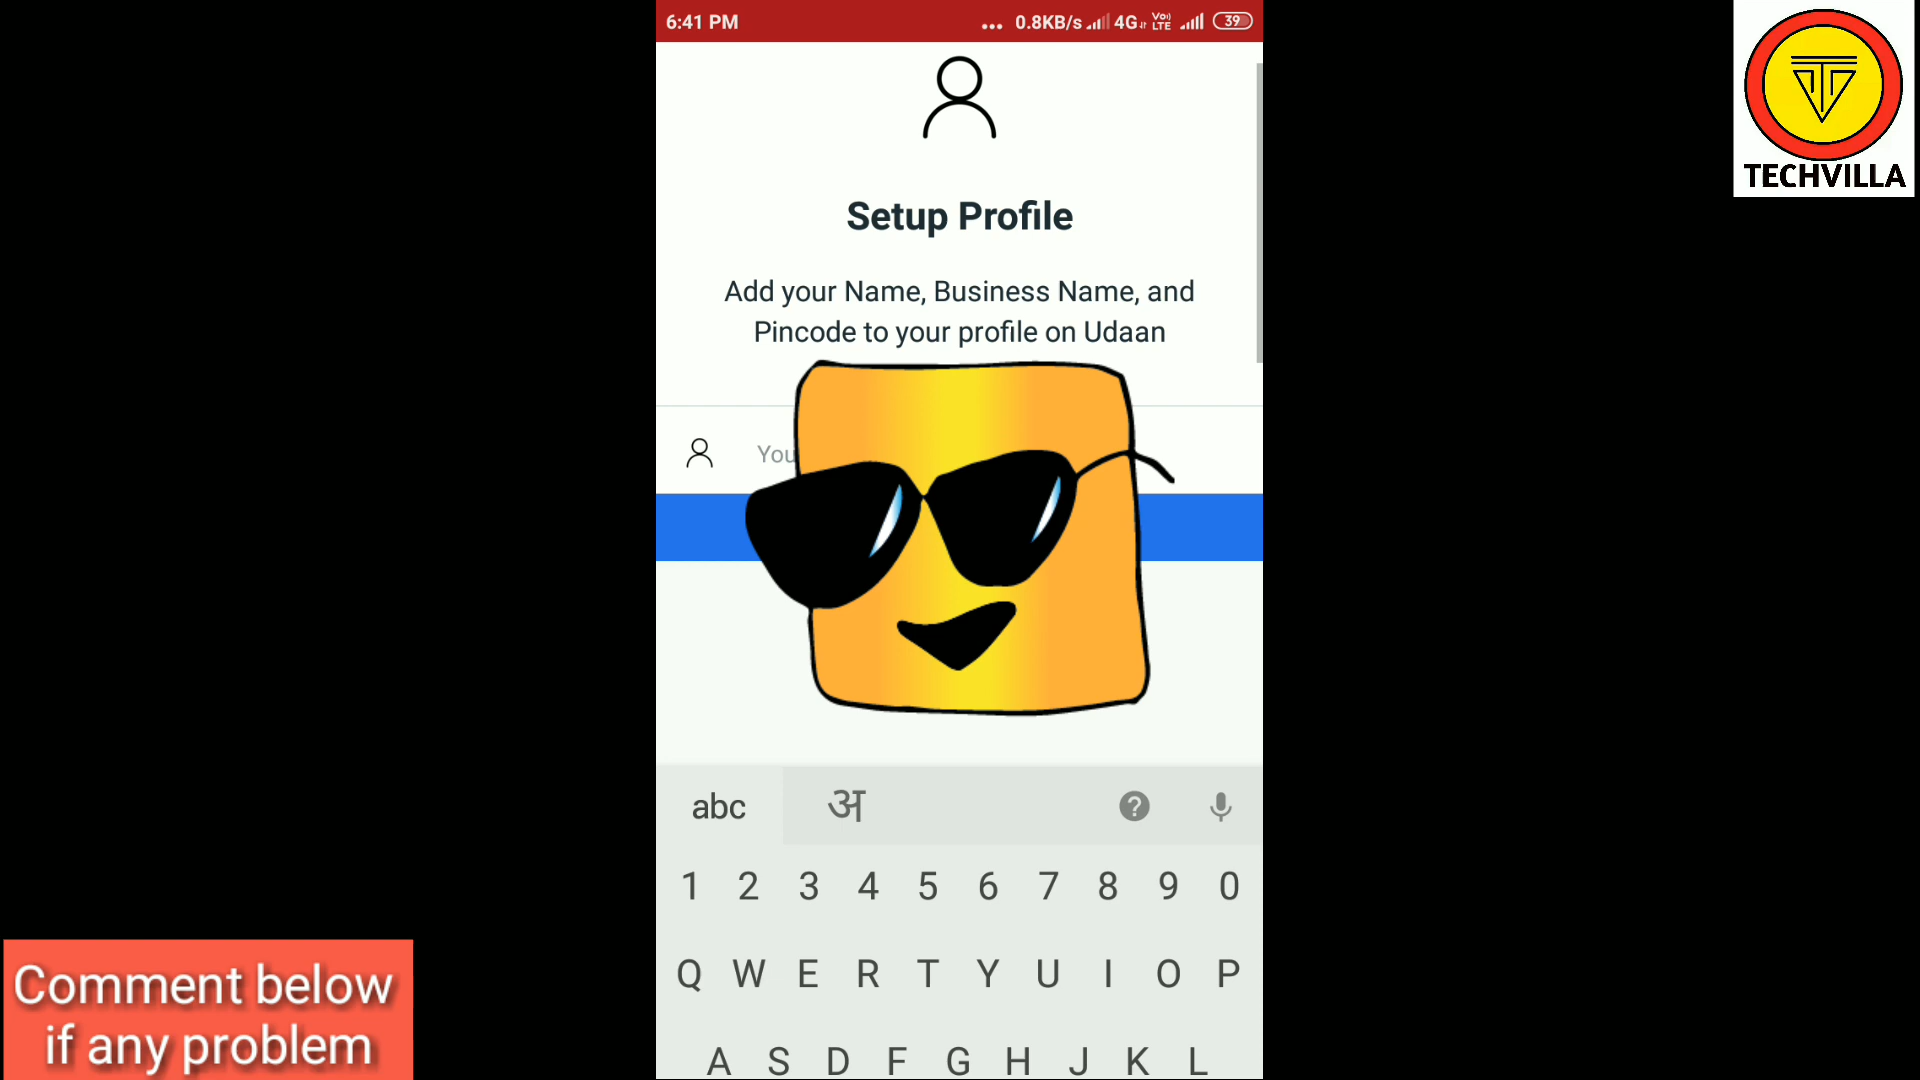 6:41 PM
... 0.8KB/s 4G Vo) LTE 39
TECHVILLA
Setup Profile
Add your Name, Business Name, and
Pincode to your profile on Udaan
You
abc अ ?
1 2 3 4 5 6 7 8 9 0
Q W E R T Y U I O P
A S D F G H J K L
Comment below
if any problem